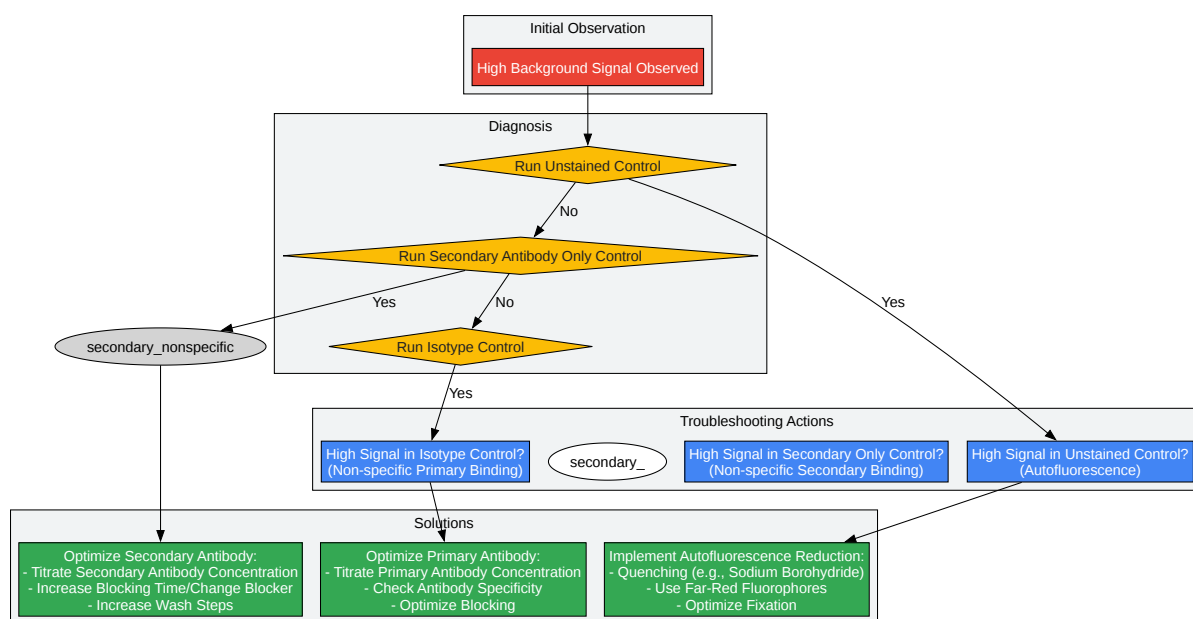 Initial Observation
High Background Signal Observed
Diagnosis
Run Unstained Control
No
Run Secondary Antibody Only Control
Yes
No
Yes
secondary_nonspecific
Run Isotype Control
Yes
Troubleshooting Actions
High Signal in Isotype Control?
(Non-specific Primary Binding)
secondary_
High Signal in Secondary Only Control?
(Non-specific Secondary Binding)
High Signal in Unstained Control?
(Autofluorescence)
Solutions
Optimize Secondary Antibody:
- Titrate Secondary Antibody Concentration
- Increase Blocking Time/Change Blocker
- Increase Wash Steps
Optimize Primary Antibody:
- Titrate Primary Antibody Concentration
- Check Antibody Specificity
- Optimize Blocking
Implement Autofluorescence Reduction:
- Quenching (e.g., Sodium Borohydride)
- Use Far-Red Fluorophores
- Optimize Fixation